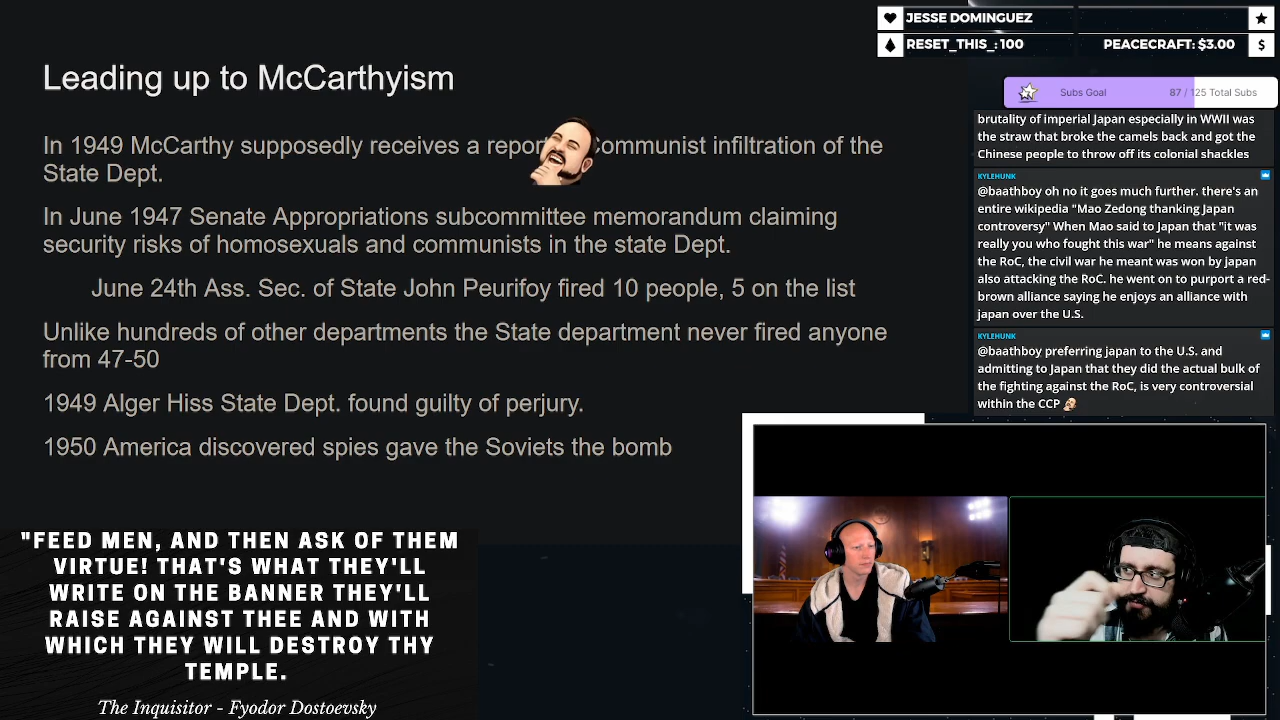 Leading up to McCarthyism
In 1949 McCarthy supposedly receives a repor ommunist infiltration of the
State Dept.
In June 1947 Senate Appropriations subcommittee memorandum claiming
security risks of homosexuals and communists in the state Dept.
June 24th Ass. Sec. of State John Peurifoy fired 10 people, 5 on the list
Unlike hundreds of other departments the State department never fired anyone
from 47-50
1949 Alger Hiss State Dept. found guilty of perjury.
1950 America discovered spies gave the Soviets the bomb
"FEED MEN, AND THEN ASK OF THEM
VIRTUE! THAT'S WHAT THEY'LL
WRITE ON THE BANNER THEY'LL
RAISE AGAINST THEE AND WITH
WHICH THEY WILL DESTROY THY
TEMPLE.
The Inquisitor - Fyodor Dostoevsky
JESSE DOMINGUEZ
RESET_THIS_: 100 PEACECRAFT: $3.00 $
Subs Goal 87 / 125 Total Subs
brutality of imperial Japan especially in WWII was
the straw that broke the camels back and got the
Chinese people to throw off its colonial shackles
KYLEHUNK
@baathboy oh no it goes much further. there's an
entire wikipedia "Mao Zedong thanking Japan
controversy" When Mao said to Japan that "it was
really you who fought this war" he means against
the RoC, the civil war he meant was won by japan
also attacking the RoC. he went on to purport a red-
brown alliance saying he enjoys an alliance with
japan over the U.S.
KYLEHUNK
@baathboy preferring japan to the U.S. and
admitting to Japan that they did the actual bulk of
the fighting against the RoC, is very controversial
within the CCP